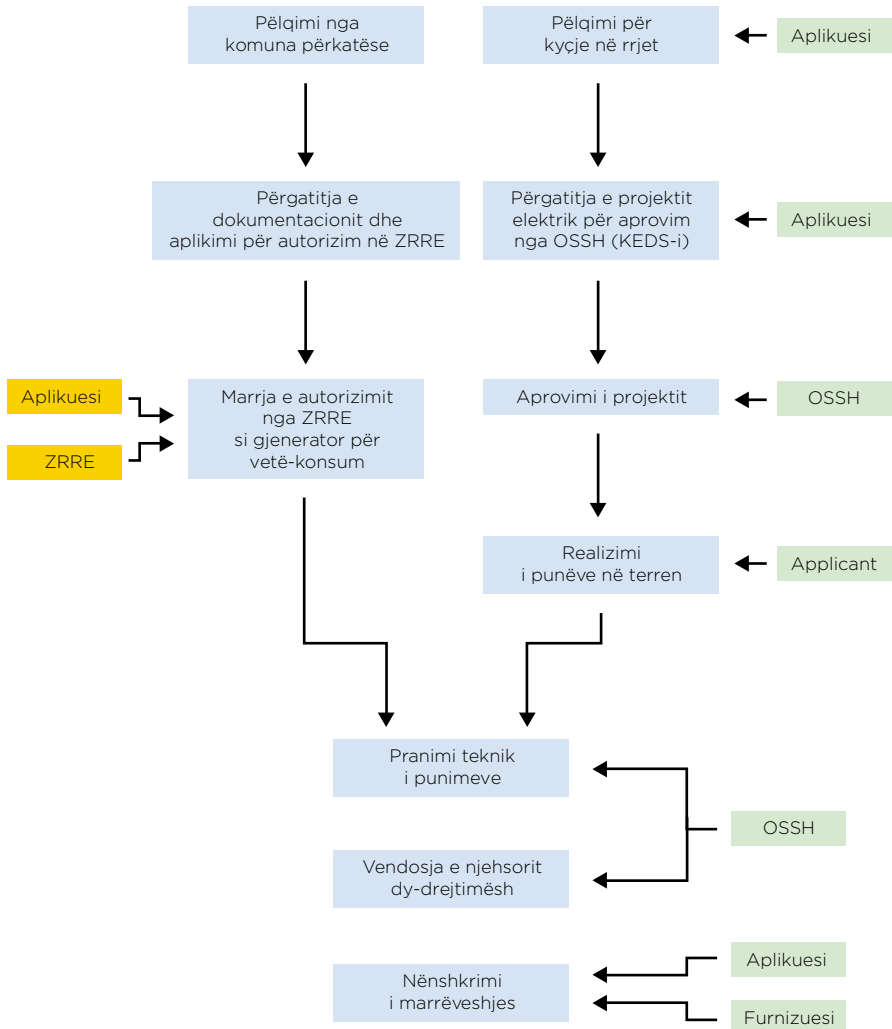 Pëlqimi nga
komuna përkatëse
Pëlqimi për
kyçje në rrjet
Aplikuesi
Përgatitja e
dokumentacionit dhe
aplikimi për autorizim në ZRRE
Përgatitja e projektit
elektrik për aprovim
nga OSSH (KEDS-i)
Aplikuesi
Aplikuesi
ZRRE
Marrja e autorizimit
nga ZRRE
si gjenerator për
vetë-konsum
Aprovimi i projektit
OSSH
Realizimi
i punëve në terren
Applicant
Pranimi teknik
i punimeve
OSSH
Vendosja e njehsorit
dy-drejtimësh
Nënshkrimi
i marrëveshjes
Aplikuesi
Furnizuesi